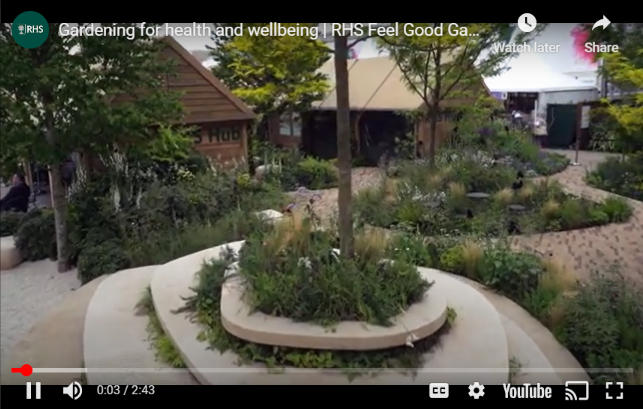 RHS
Gardening for health and wellbeing | RHS Feel Good Ga...
Watch later
Share
Hub
0:03 / 2:43
CC
YouTube